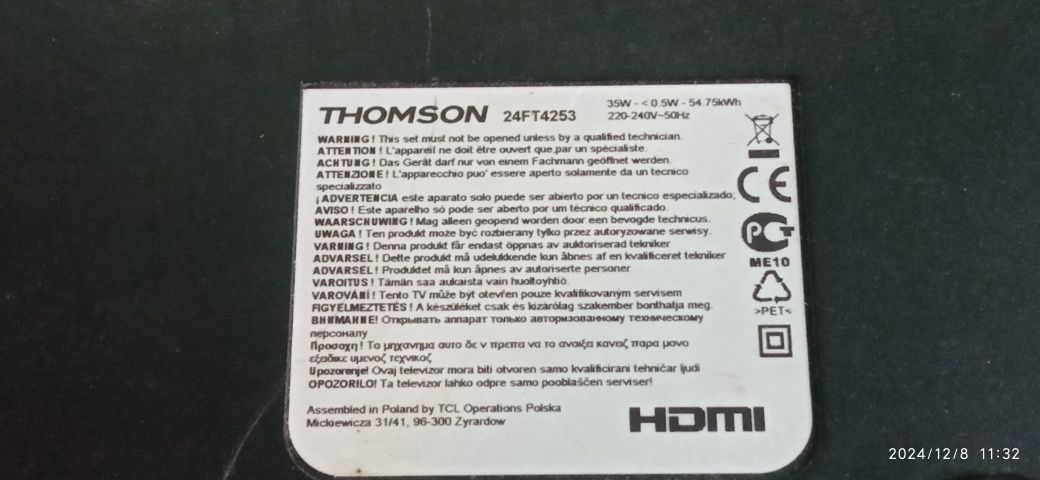 THOMSON 24FT4253
35W - < 0.5W - 54.75kWh
220-240V~50Hz
WARNING ! This set must not be opened unless by a qualified technician.
ATTENTION ! L'appareil ne doit être ouvert que,par un spécialiste.
ACHTUNG ! Das Gerät darf nur von einem Fachmann geöffnet werden.
ATTENZIONE ! L'apparecchio puo' essere aperto solamente da un tecnico
specializzato
¡ ADVERTENCIA este aparato solo puede ser abierto por un tecnico especializado;
AVISO ! Este aparelho só pode ser aberto por um técnico qualificado.
WAARSCHUWING ! Mag alleen geopend worden door een bevogde technicus.
UWAGA ! Ten produkt może być rozbierany tylko przez autoryzowane serwisy.
VARNING ! Denna produkt får endast öppnas av auktoriserad tekniker
ADVARSEL ! Dette produkt må udelukkende kun åbnes af en kvalificeret tekniker
ADVARSEL ! Produktet må kun åpnes av autoriserte personer
VAROITUS ! Tämän saa aukaista vain huoltoyhtiö.
VAROVÁNÍ ! Tento TV může být otevřen pouze kvalifikovaným servisem
FIGYELMEZTETÉS ! A készüléket csak és kizárólag szakember bonthatja meg.
ВНИМАНИЕ! Открывать аппарат только авторизованному техническому
персоналу
Προσοχη ! Το μηχανημα αυτο δε ν πρεπει να το ανοιξα κανεις παρα μονο
εξειδικε υμενος τεχνικος
Upozorenje! Ovaj televizor mora biti otvoren samo kvalificirani tehničar ljudi
OPOZORILO! Ta televizor lahko odpre samo pooblaščen serviser!
Assembled in Poland by TCL Operations Polska
Mickiewicza 31/41, 96-300 Zyrardow
CE
PC
ME10
>PET<
HDMI
2024/12/8 11:32